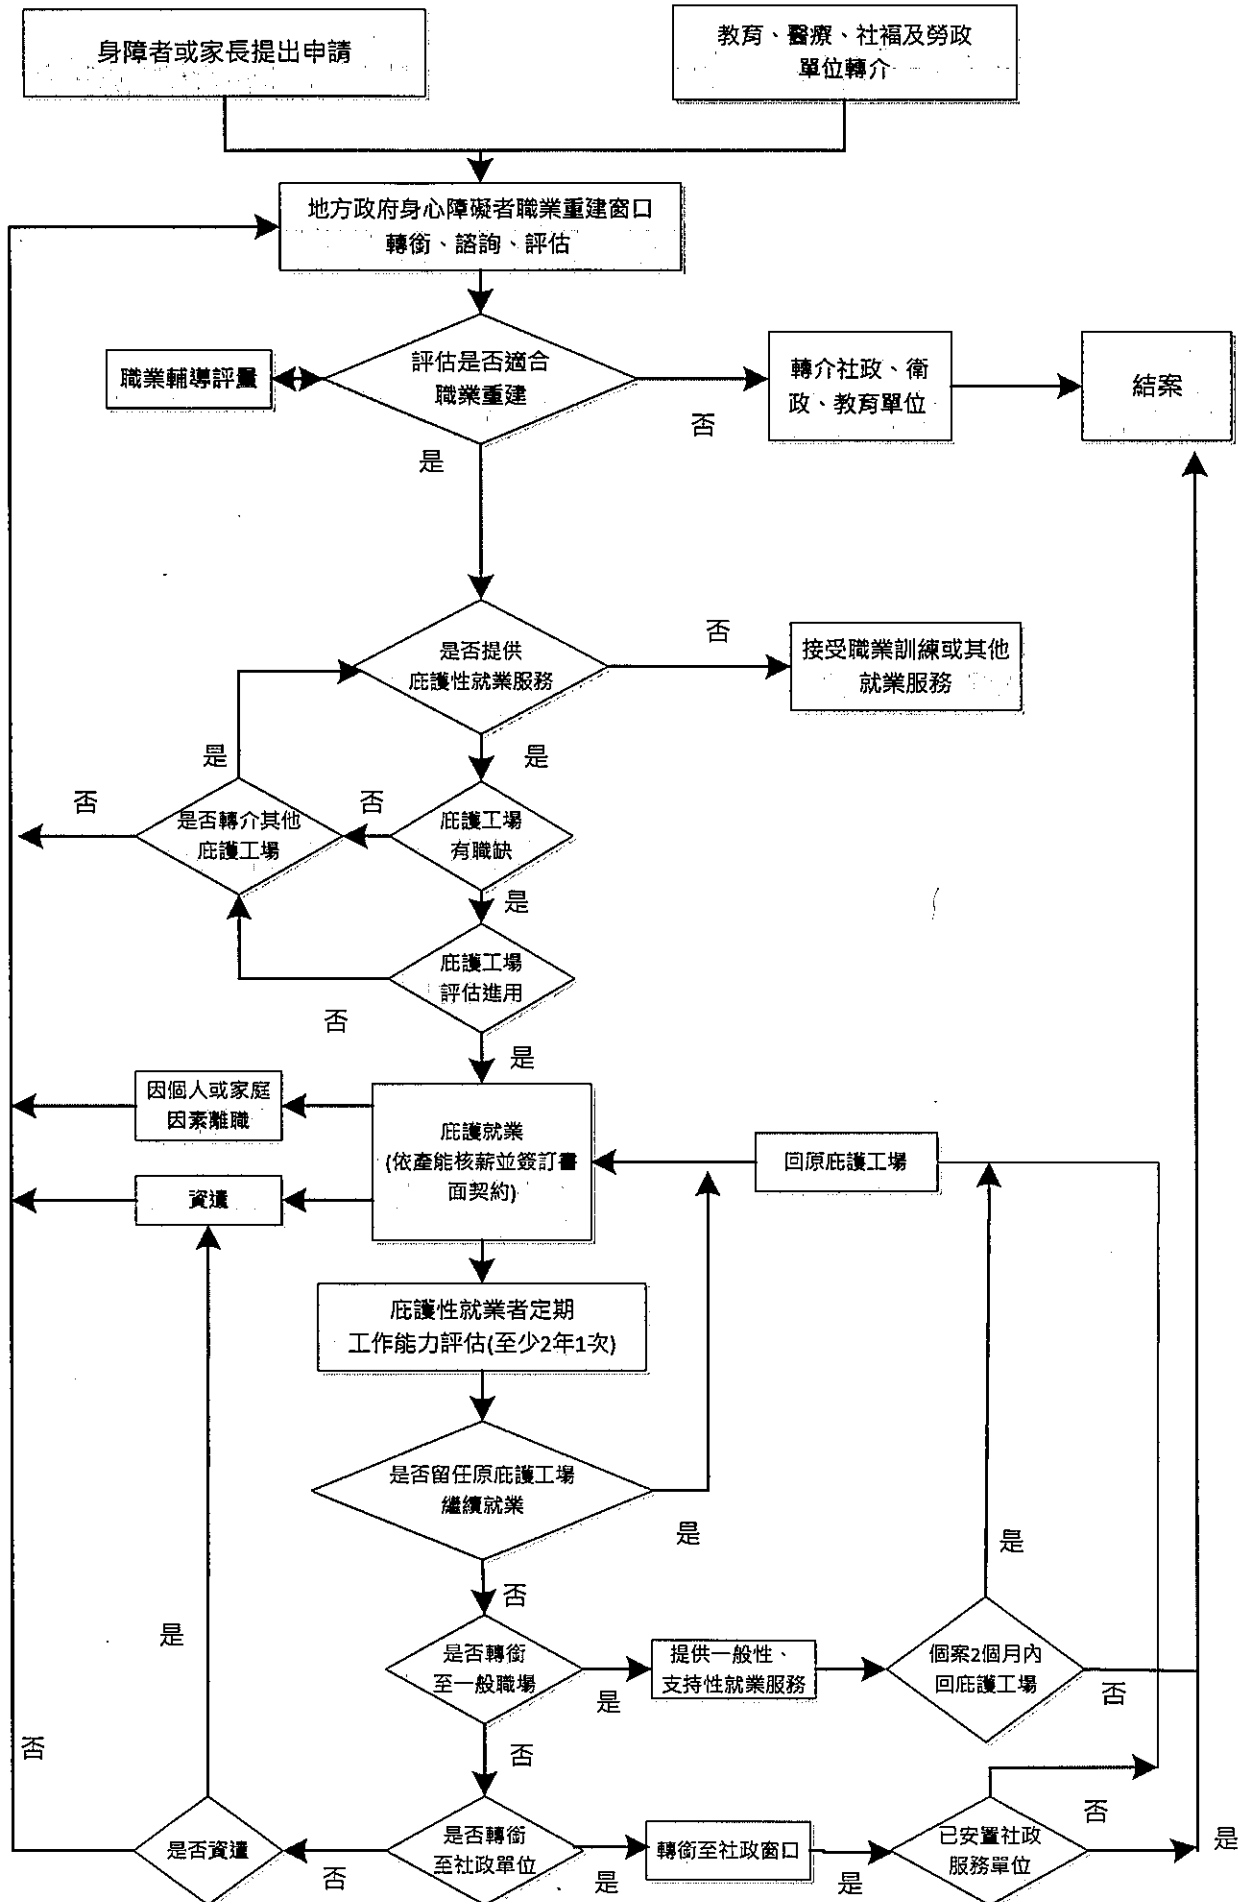 身障者或家長提出申請
教育、醫療、社福及勞政
單位轉介
地方政府身心障礙者職業重建窗口
轉銜、諮詢、評估
職業輔導評量
評估是否適合
職業重建
否
轉介社政、衛
政、教育單位
結案
是
是否提供
庇護性就業服務
否
接受職業訓練或其他
就業服務
是
是
否
是否轉介其他
庇護工場
否
庇護工場
有職缺
是
庇護工場
評估進用
否
是
因個人或家庭
因素離職
庇護就業
(依產能核薪並簽訂書
面契約)
回原庇護工場
資遣
庇護性就業者定期
工作能力評估(至少2年1次)
是否留任原庇護工場
繼續就業
是
是
否
是
是否轉銜
至一般職場
是
提供一般性、
支持性就業服務
個案2個月內
回庇護工場
否
否
否
否
是
是否資遣
否
是否轉銜
至社政單位
是
轉銜至社政窗口
是
已安置社政
服務單位